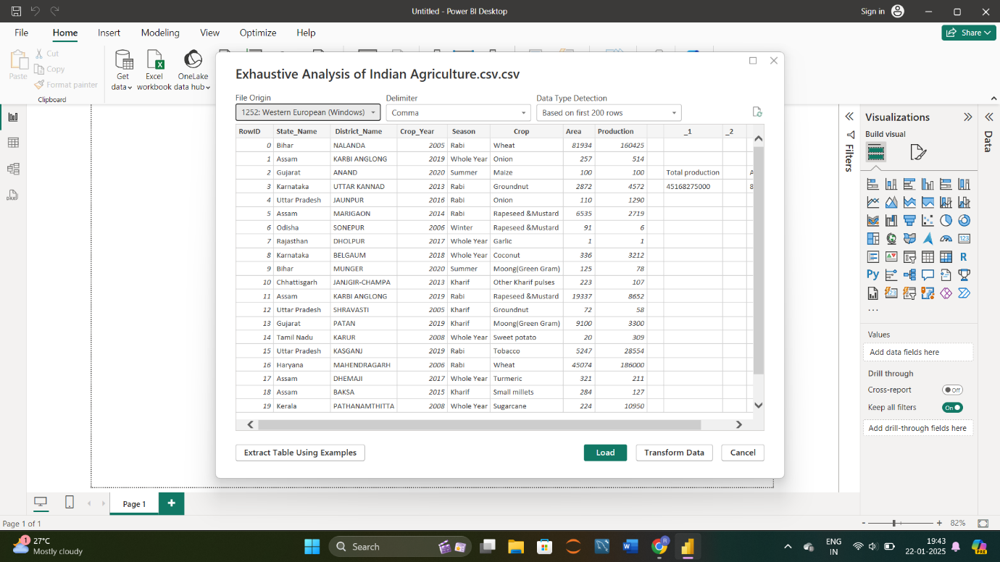 Untitled - Power BI Desktop
Sign in
File Home Insert Modeling View Optimize Help
Share
Paste
Cut
Copy
Format painter
Clipboard
Get data
Excel workbook
OneLake data hub
Exhaustive Analysis of Indian Agriculture.csv.csv
File Origin
1252: Western European (Windows)
Delimiter
Comma
Data Type Detection
Based on first 200 rows
RowID State_Name District_Name Crop_Year Season Crop Area Production _1 _2
0 Bihar NALANDA 2005 Rabi Wheat 81934 160425
1 Assam KARBI ANGLONG 2019 Whole Year Onion 257 514
2 Gujarat ANAND 2020 Summer Maize 100 100 Total production A
3 Karnataka UTTAR KANNAD 2013 Rabi Groundnut 2872 4572 45168275000 8
4 Uttar Pradesh JAUNPUR 2016 Rabi Onion 110 1290
5 Assam MARIGAON 2014 Rabi Rapeseed &Mustard 6535 2719
6 Odisha SONEPUR 2006 Winter Rapeseed &Mustard 91 6
7 Rajasthan DHOLPUR 2017 Whole Year Garlic 1 1
8 Karnataka BELGAUM 2018 Whole Year Coconut 336 3212
9 Bihar MUNGER 2020 Summer Moong(Green Gram) 125 78
10 Chhattisgarh JANJGIR-CHAMPA 2013 Kharif Other Kharif pulses 223 107
11 Assam KARBI ANGLONG 2019 Rabi Rapeseed &Mustard 19337 8652
12 Uttar Pradesh SHRAVASTI 2005 Kharif Groundnut 72 58
13 Gujarat PATAN 2019 Kharif Moong(Green Gram) 9100 3300
14 Tamil Nadu KARUR 2008 Whole Year Sweet potato 20 309
15 Uttar Pradesh KASGANJ 2019 Rabi Tobacco 5247 28554
16 Haryana MAHENDRAGARH 2006 Rabi Wheat 45074 186000
17 Assam DHEMAJI 2017 Whole Year Turmeric 321 211
18 Assam BAKSA 2015 Kharif Small millets 284 127
19 Kerala PATHANAMTHITTA 2008 Whole Year Sugarcane 224 10950
Extract Table Using Examples
Load
Transform Data
Cancel
Filters
Visualizations
Build visual
123
R
Py
123
...
Values
Add data fields here
Drill through
Cross-report
Off
Keep all filters
On
Add drill-through fields here
Data
DAX
Page 1
+
Page 1 of 1
- + 82%
1
27°C
Mostly cloudy
Search
W
R
ENG
IN
19:43
22-01-2025
PRE